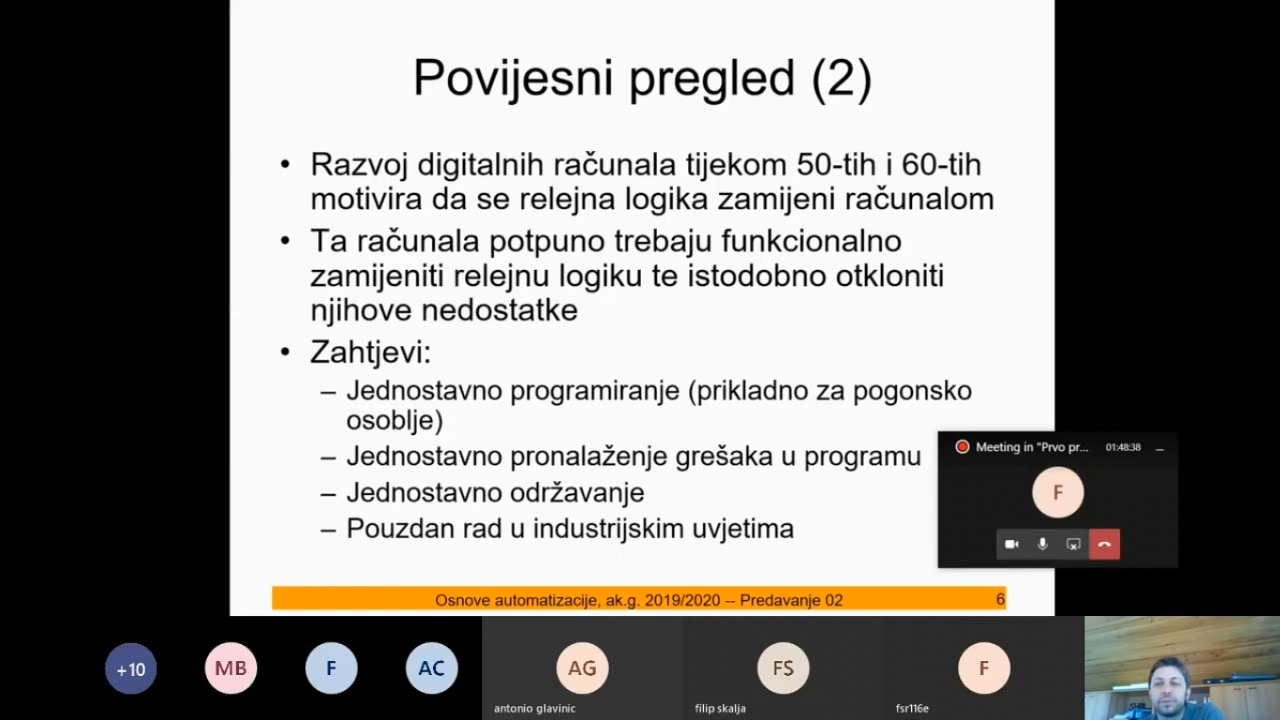 Povijesni pregled (2)
• Razvoj digitalnih računala tijekom 50-tih i 60-tih
motivira da se relejna logika zamijeni računalom
• Ta računala potpuno trebaju funkcionalno
zamijeniti relejnu logiku te istodobno otkloniti
njihove nedostatke
• Zahtjevi:
– Jednostavno programiranje (prikladno za pogonsko
osoblje)
– Jednostavno pronalaženje grešaka u programu
– Jednostavno održavanje
– Pouzdan rad u industrijskim uvjetima
Meeting in "Prvo pr... 01:48:38
F
Osnove automatizacije, ak.g. 2019/2020 -- Predavanje 02 6
+10 MB F AC AG FS F
antonio glavinic filip skalja fsr116e